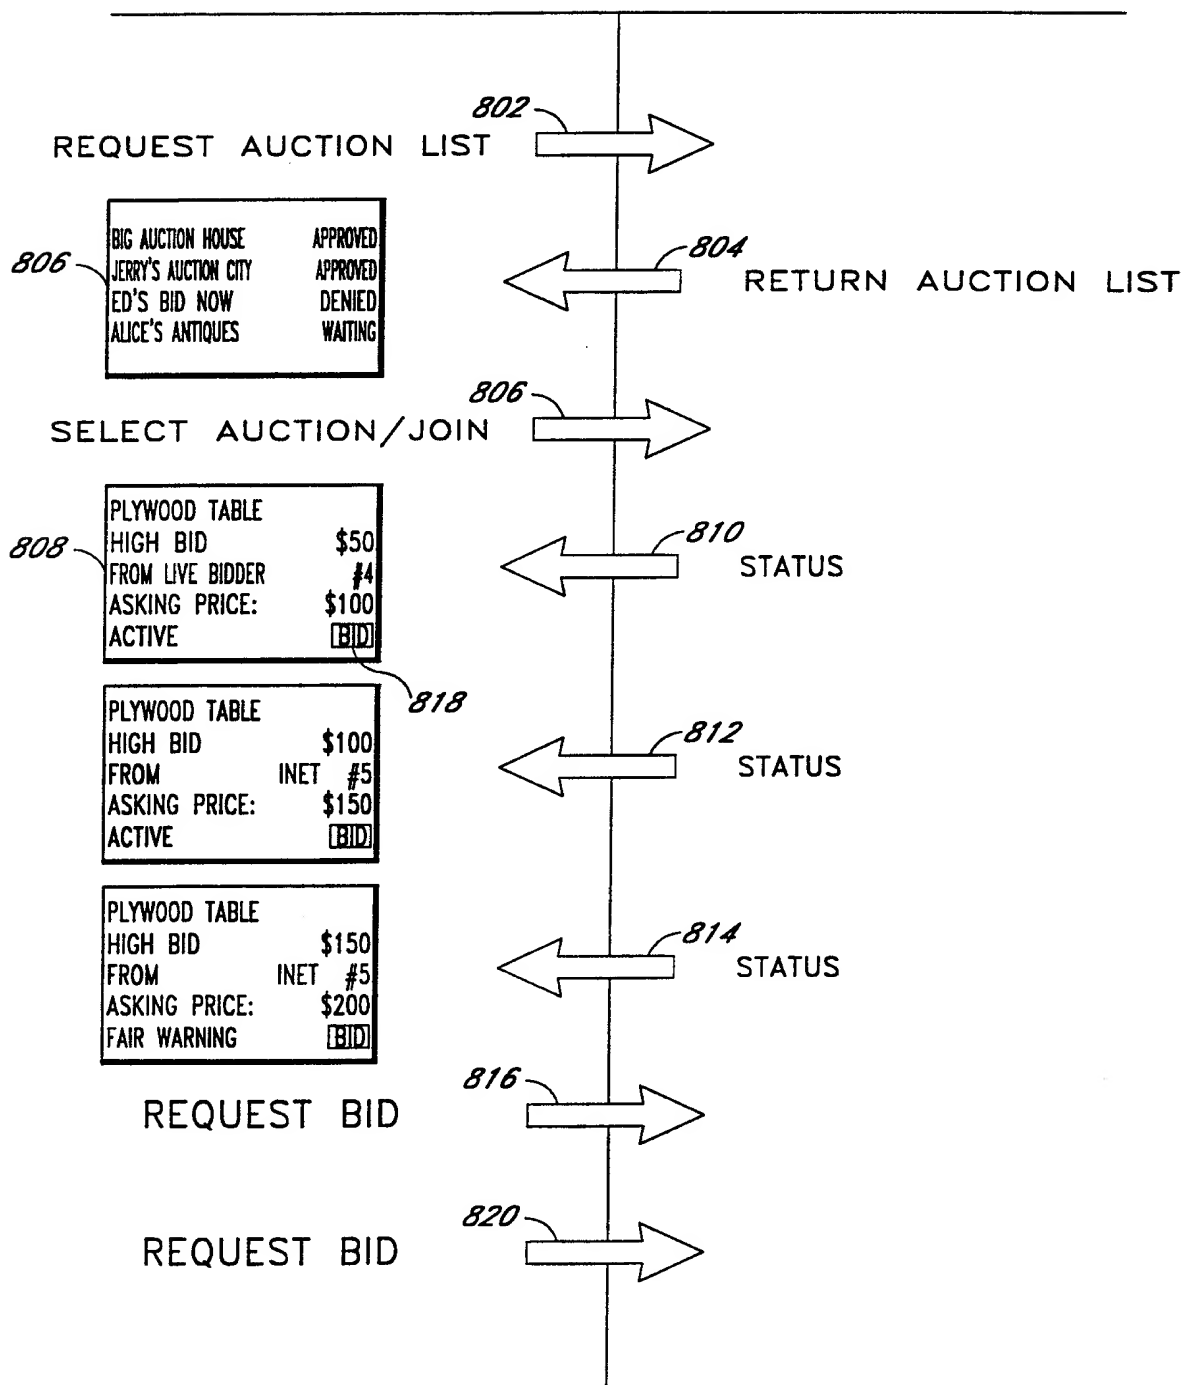 802
REQUEST AUCTION LIST
BIG AUCTION HOUSE APPROVED
804
806
JERRY'S AUCTION CITY APPROVED
RETURN AUCTION LIST
ED'S BID NOW DENIED
ALICE'S ANTIQUES WAITING
806
SELECT AUCTION/JOIN
PLYWOOD TABLE
810
808
HIGH BID $50
FROM LIVE BIDDER #4
STATUS
ASKING PRICE: $100
ACTIVE BID
818
PLYWOOD TABLE
812
HIGH BID $100
FROM INET #5
STATUS
ASKING PRICE: $150
ACTIVE BID
PLYWOOD TABLE
814
HIGH BID $150
FROM INET #5
STATUS
ASKING PRICE: $200
FAIR WARNING BID
816
REQUEST BID
820
REQUEST BID